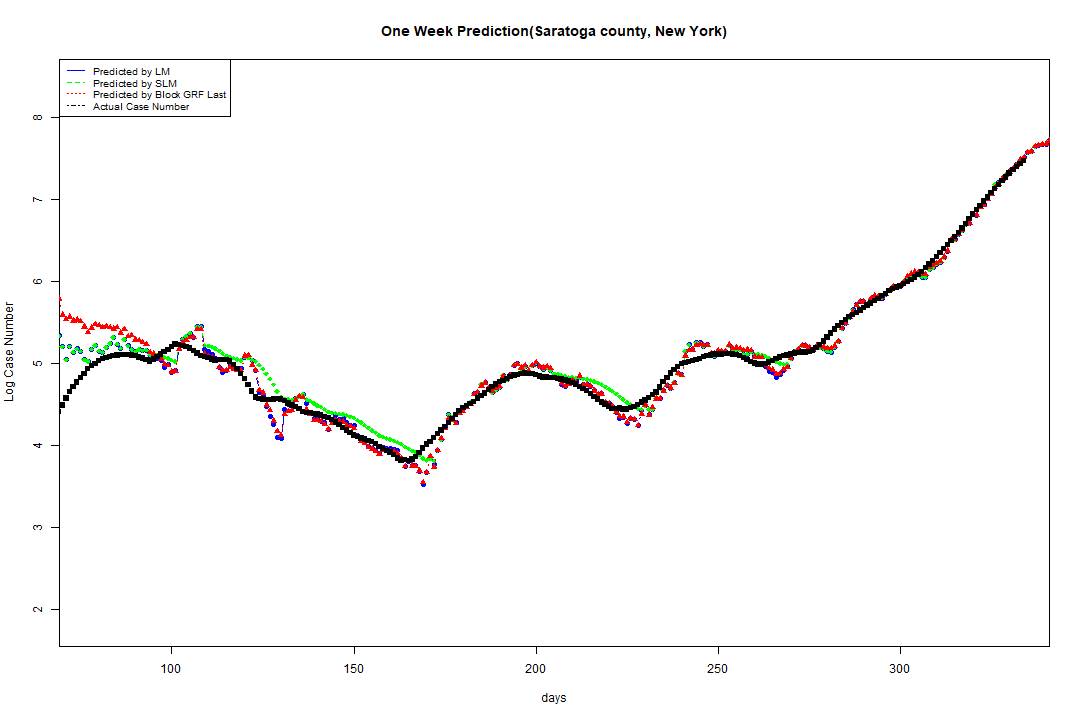 One Week Prediction(Saratoga county, New York)
Predicted by LM
Predicted by SLM
Predicted by Block GRF Last
Actual Case Number
8
7
6
5
4
3
2
Log Case Number
100 150 200 250 300
days